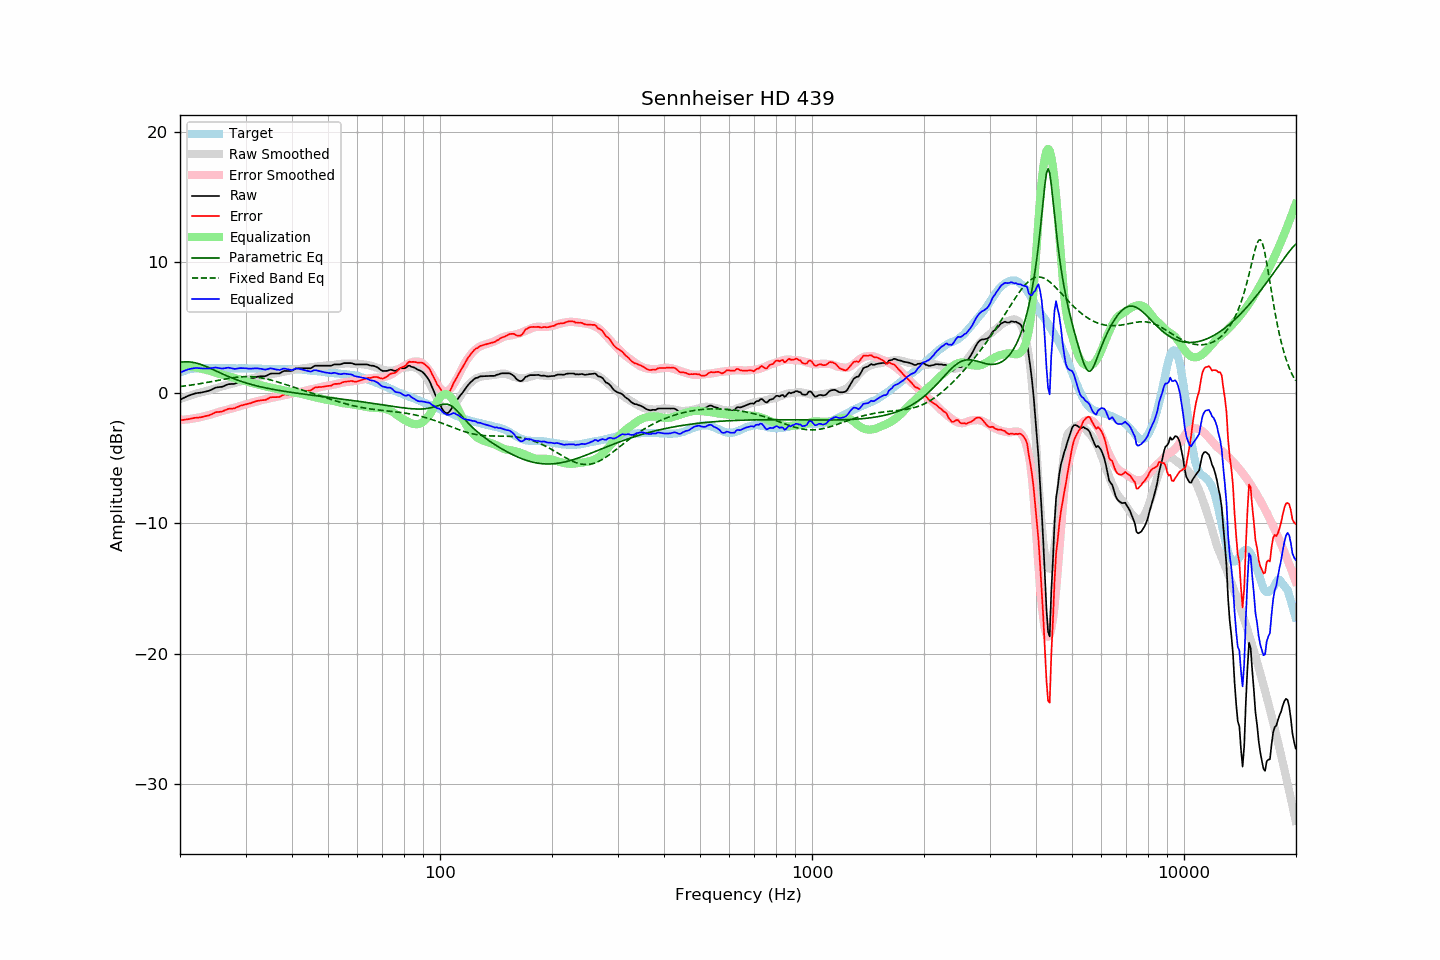 Sennheiser HD 439
Target
Raw Smoothed
Error Smoothed
Raw
Error
Equalization
Parametric Eq
Fixed Band Eq
Equalized
20
10
0
−10
−20
−30
Amplitude (dBr)
100 1000 10000
Frequency (Hz)